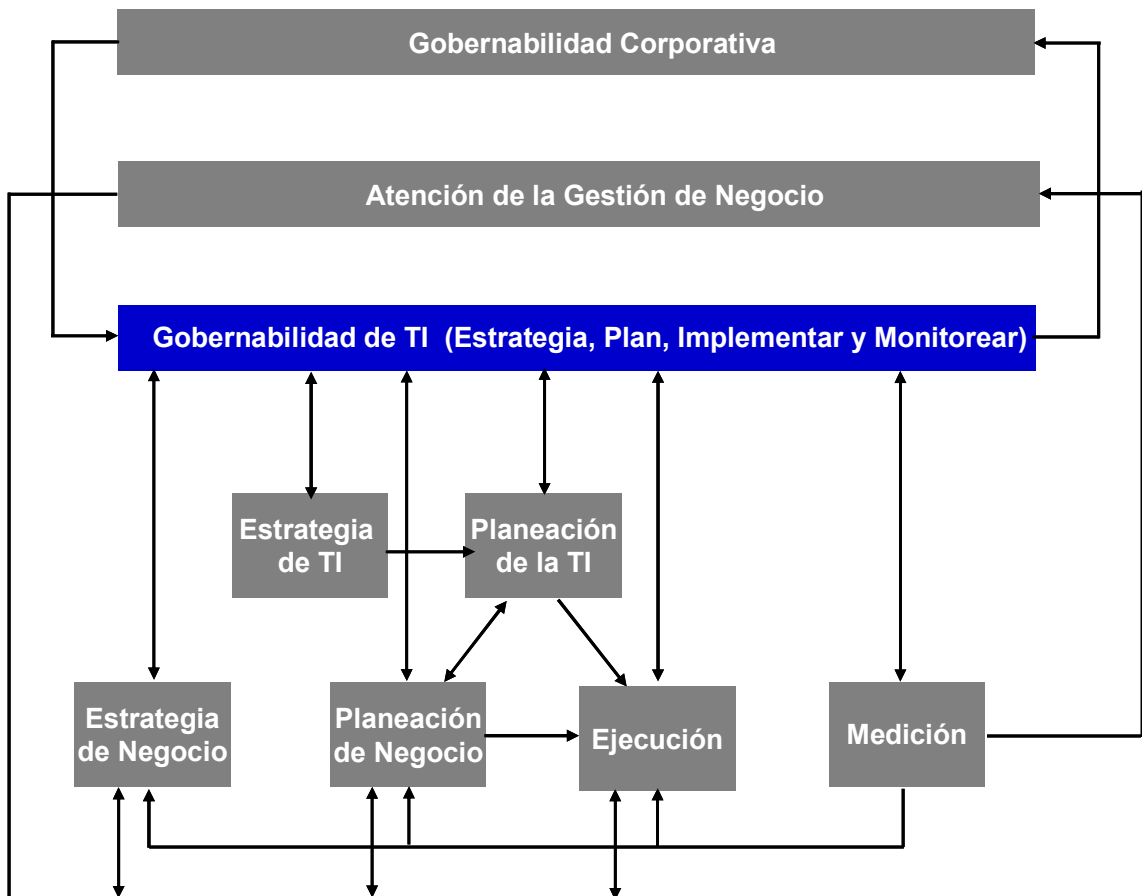 Gobernabilidad Corporativa
Atención de la Gestión de Negocio
Gobernabilidad de TI (Estrategia, Plan, Implementar y Monitorear)
Estrategia
de TI
Planeación
de la TI
Estrategia
de Negocio
Planeación
de Negocio
Ejecución
Medición